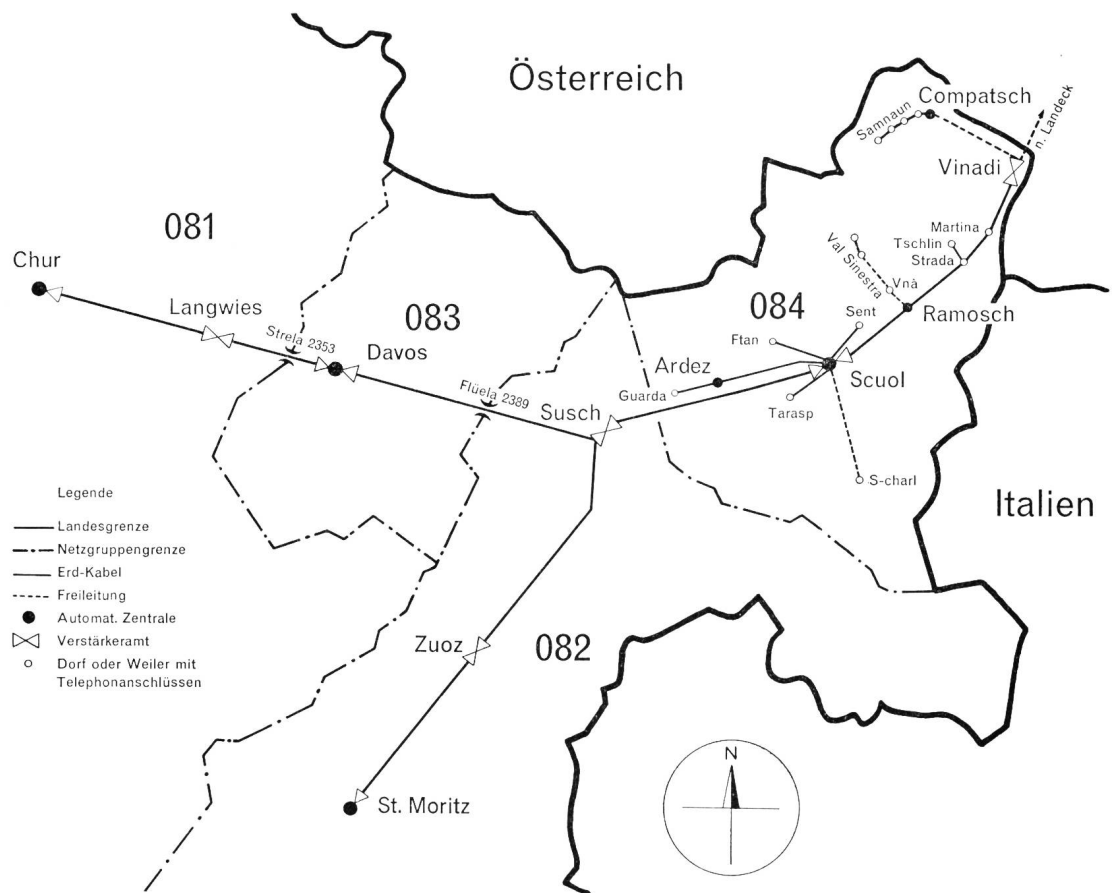 Österreich
Compatsch
Samnaun
n. Landeck
Vinadi
081
Martina
Tschlin
Strada
Val Sinestra
Chur
Vnà
083
084
Langwies
Ramosch
Sent
Strela 2353
Ftan
Davos
Ardez
Scuol
Flüela 2389
Guarda
Susch
Tarasp
S-charl
Italien
Legende
Landesgrenze
Netzgruppengrenze
Erd-Kabel
Freileitung
Automat. Zentrale
Verstärkeramt
Dorf oder Weiler mit
Telephonanschlüssen
Zuoz
082
N
St. Moritz